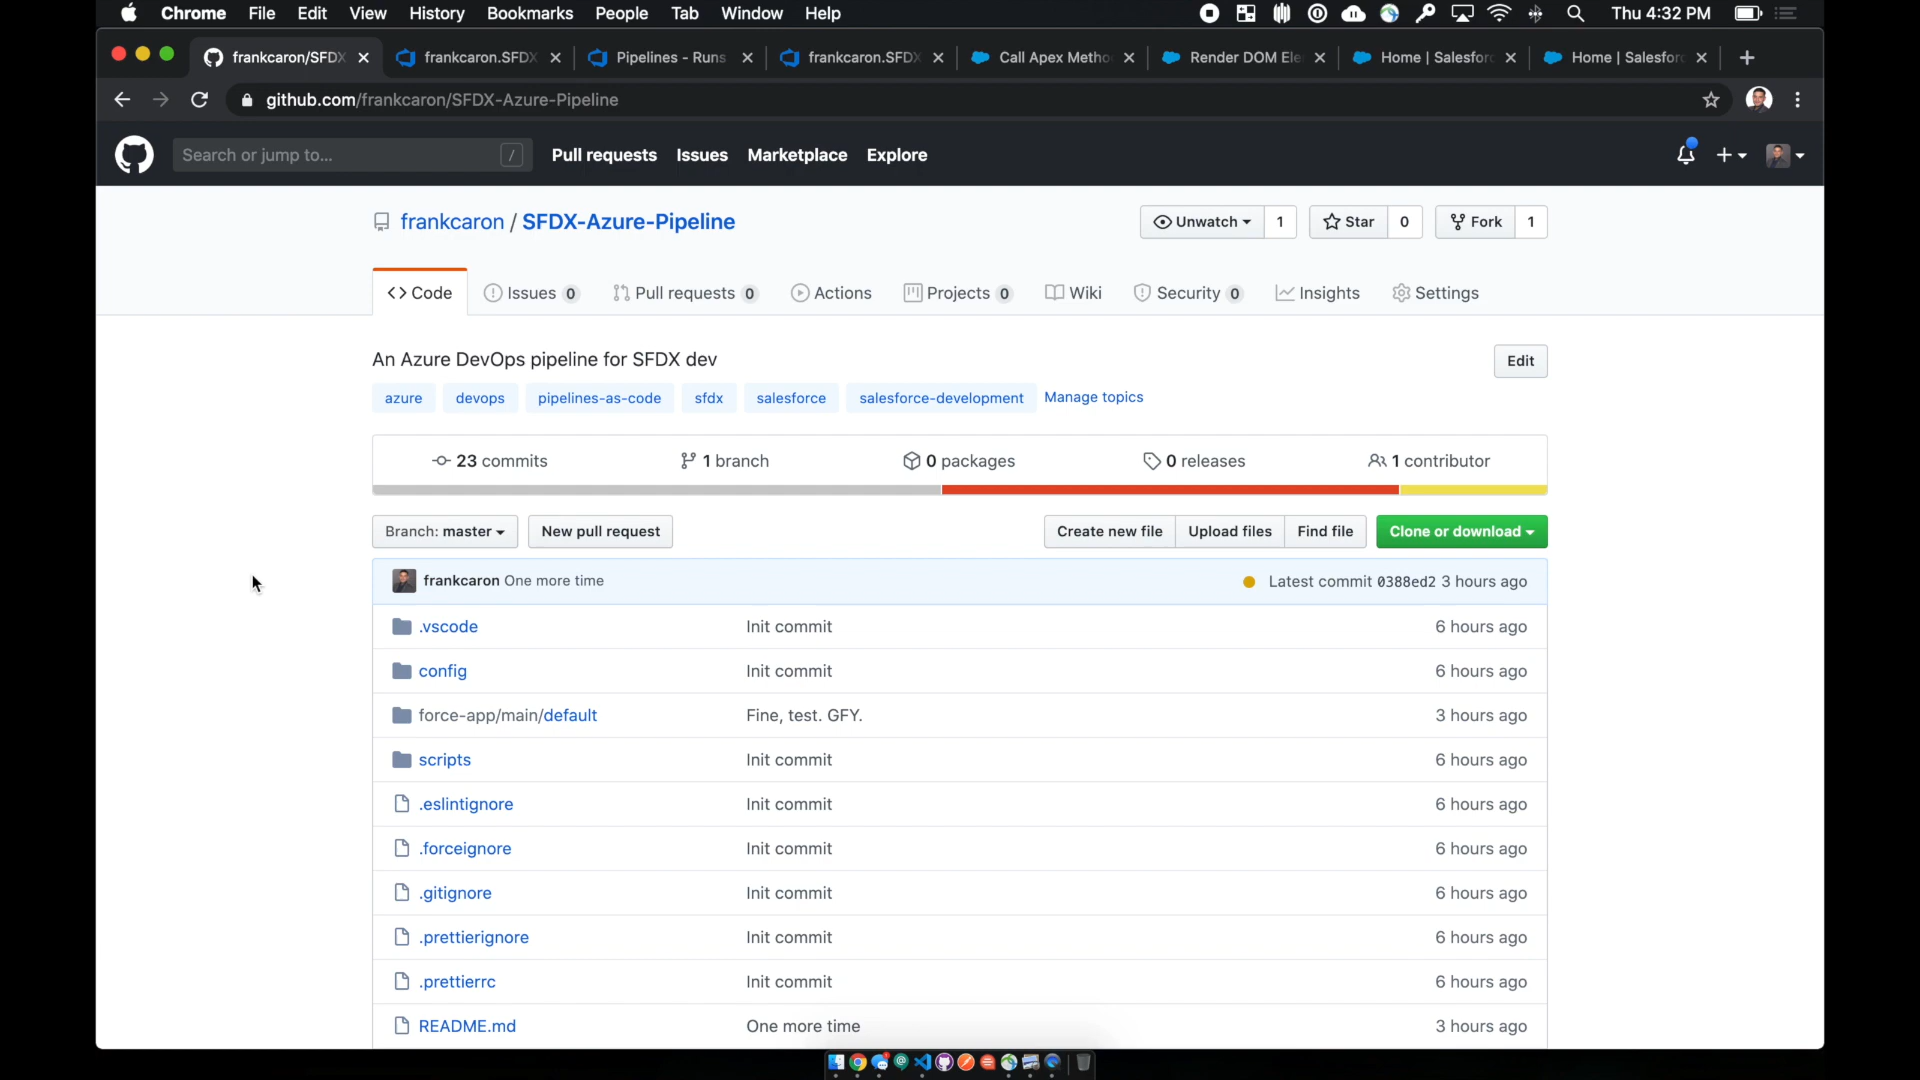 Chrome File Edit View History Bookmarks People Tab Window Help Thu 4:32 PM
frankcaron/SFDX frankcaron.SFDX Pipelines - Runs frankcaron.SFDX Call Apex Metho Render DOM Ele Home | Salesforc Home | Salesforc
github.com/frankcaron/SFDX-Azure-Pipeline
Search or jump to... / Pull requests Issues Marketplace Explore
frankcaron / SFDX-Azure-Pipeline Unwatch 1 Star 0 Fork 1
Code Issues 0 Pull requests 0 Actions Projects 0 Wiki Security 0 Insights Settings
An Azure DevOps pipeline for SFDX dev Edit
azure devops pipelines-as-code sfdx salesforce salesforce-development Manage topics
23 commits 1 branch 0 packages 0 releases 1 contributor
Branch: master New pull request Create new file Upload files Find file Clone or download
frankcaron One more time Latest commit 0388ed2 3 hours ago
.vscode Init commit 6 hours ago
config Init commit 6 hours ago
force-app/main/default Fine, test. GFY. 3 hours ago
scripts Init commit 6 hours ago
.eslintignore Init commit 6 hours ago
.forceignore Init commit 6 hours ago
.gitignore Init commit 6 hours ago
.prettierignore Init commit 6 hours ago
.prettierrc Init commit 6 hours ago
README.md One more time 3 hours ago